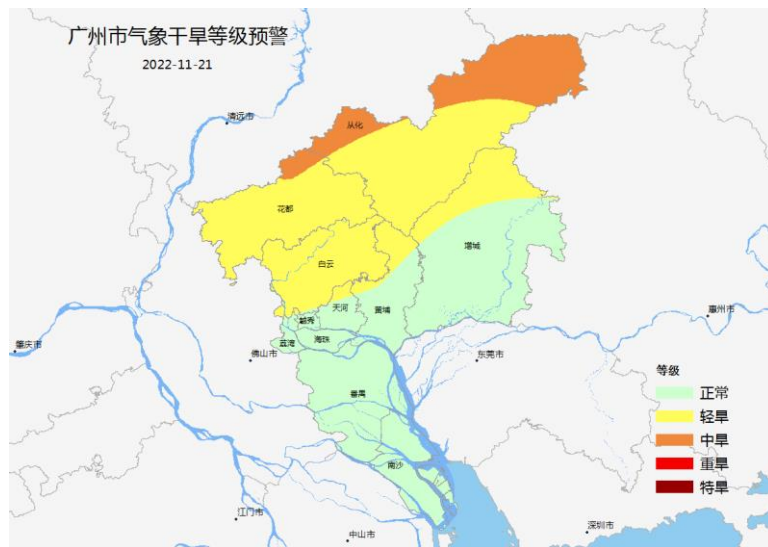 广州市气象干旱等级预警
2022-11-21
清远市
从化
花都
增城
白云
天河
黄埔
越秀
荔湾
海珠
惠州市
肇庆市
佛山市
东莞市
番禺
南沙
江门市
中山市
深圳市
等级
正常
轻旱
中旱
重旱
特旱